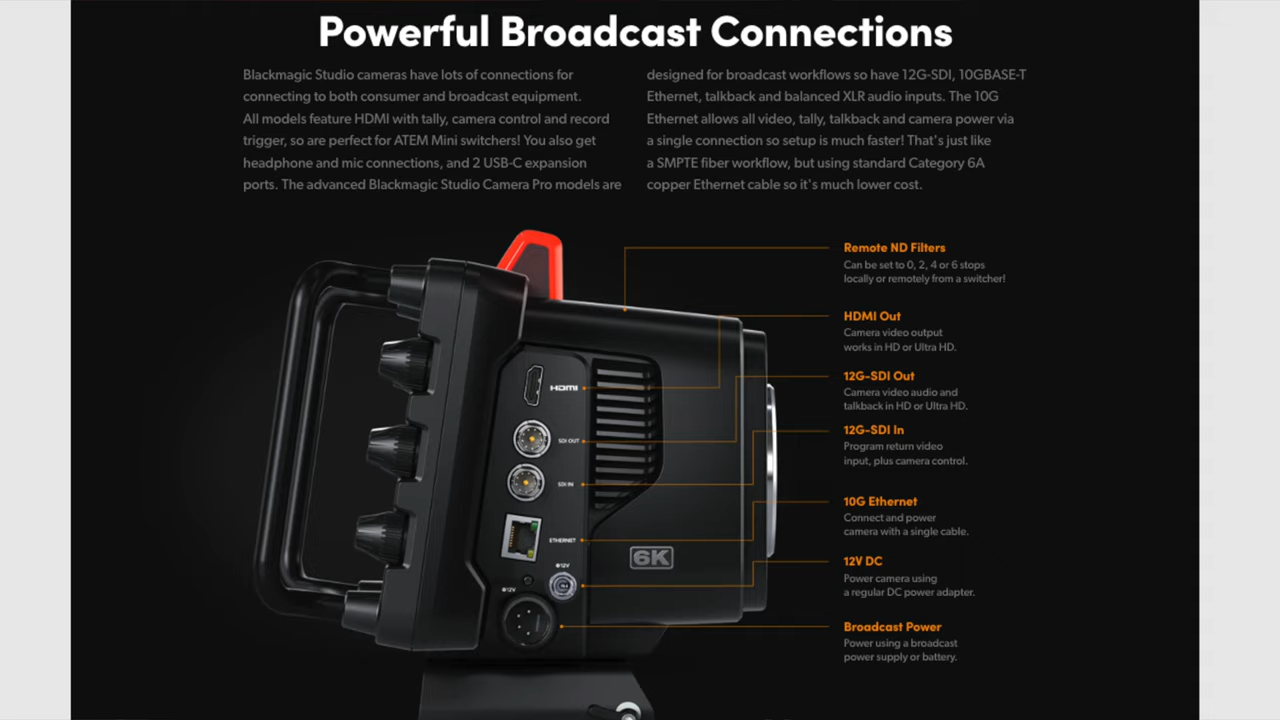 Powerful Broadcast Connections
Blackmagic Studio cameras have lots of connections for
connecting to both consumer and broadcast equipment.
All models feature HDMI with tally, camera control and record
trigger, so are perfect for ATEM Mini switchers! You also get
headphone and mic connections, and 2 USB-C expansion
ports. The advanced Blackmagic Studio Camera Pro models are
designed for broadcast workflows so have 12G-SDI, 10GBASE-T
Ethernet, talkback and balanced XLR audio inputs. The 10G
Ethernet allows all video, tally, talkback and camera power via
a single connection so setup is much faster! That's just like
a SMPTE fiber workflow, but using standard Category 6A
copper Ethernet cable so it's much lower cost.
Remote ND Filters
Can be set to 0, 2, 4 or 6 stops
locally or remotely from a switcher!
HDMI Out
Camera video output
works in HD or Ultra HD.
12G-SDI Out
Camera video audio and
talkback in HD or Ultra HD.
12G-SDI In
Program return video
input, plus camera control.
10G Ethernet
Connect and power
camera with a single cable.
12V DC
Power camera using
a regular DC power adapter.
Broadcast Power
Power using a broadcast
power supply or battery.
HDMI
SDI OUT
SDI IN
ETHERNET
12V
12V
6K